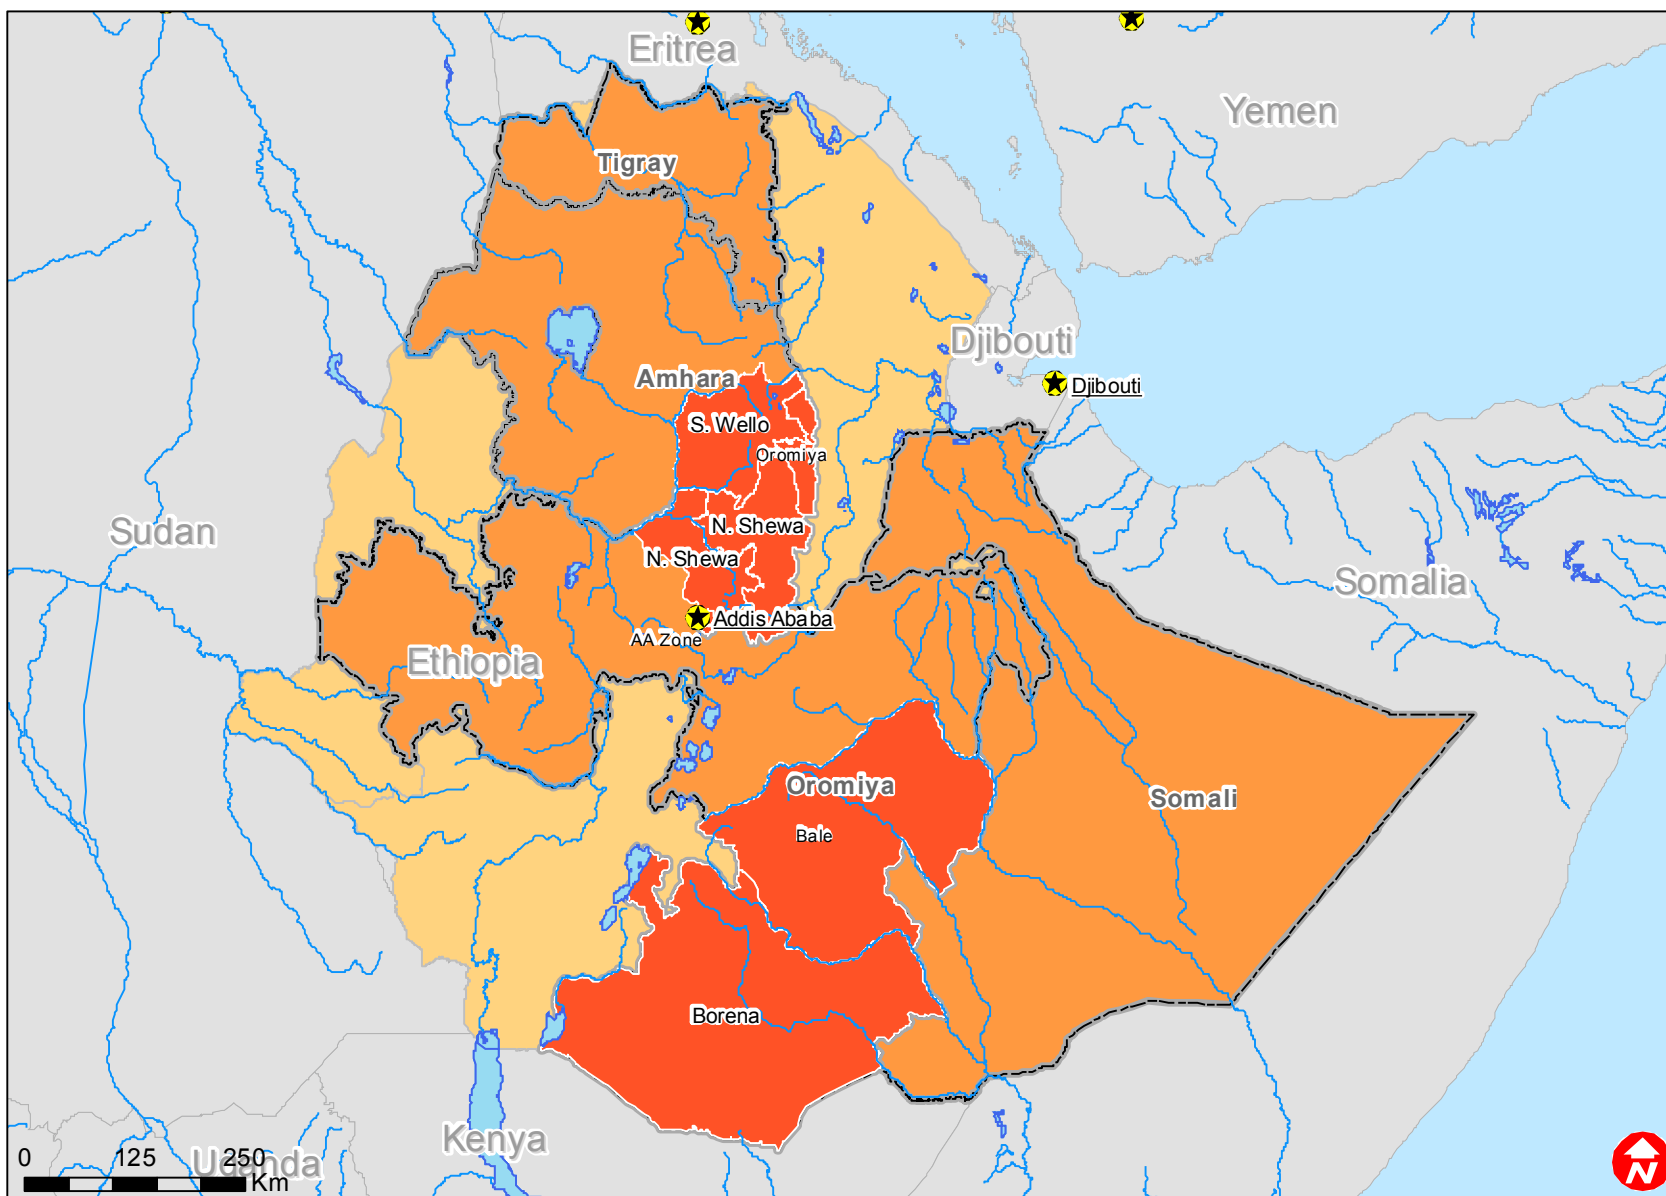 Eritrea
Yemen
Tigray
Djibouti
Amhara
Djibouti
S. Wello
Oromiya
Sudan
N. Shewa
N. Shewa
Somalia
Addis Ababa
AA Zone
Ethiopia
Oromiya
Somali
Bale
Borena
Kenya
Uganda
0 125 250
Km
N